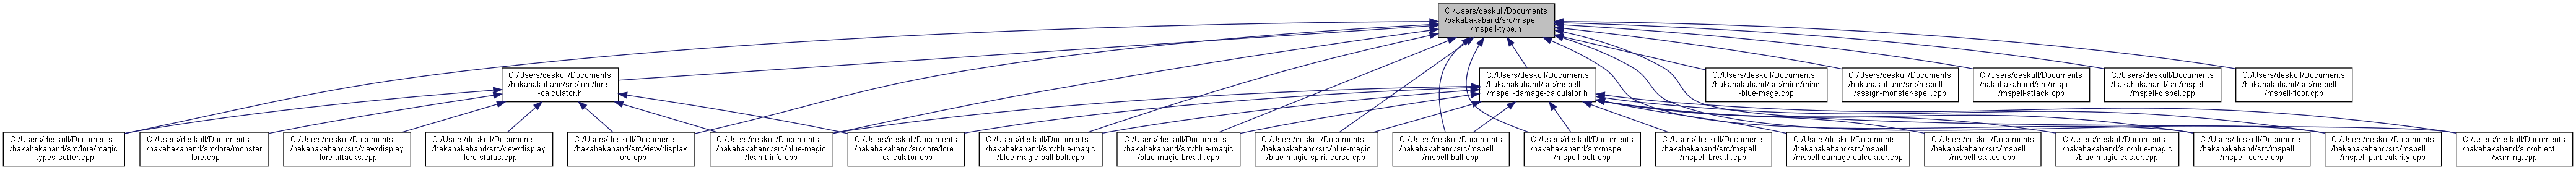 C:/Users/deskull/Documents
/bakabakaband/src/mspell
/mspell-type.h
C:/Users/deskull/Documents
/bakabakaband/src/lore/lore
-calculator.h
C:/Users/deskull/Documents
/bakabakaband/src/mspell
/mspell-damage-calculator.h
C:/Users/deskull/Documents
/bakabakaband/src/mind/mind
-blue-mage.cpp
C:/Users/deskull/Documents
/bakabakaband/src/mspell
/assign-monster-spell.cpp
C:/Users/deskull/Documents
/bakabakaband/src/mspell
/mspell-attack.cpp
C:/Users/deskull/Documents
/bakabakaband/src/mspell
/mspell-dispel.cpp
C:/Users/deskull/Documents
/bakabakaband/src/mspell
/mspell-floor.cpp
C:/Users/deskull/Documents
/bakabakaband/src/lore/magic
-types-setter.cpp
C:/Users/deskull/Documents
/bakabakaband/src/lore/monster
-lore.cpp
C:/Users/deskull/Documents
/bakabakaband/src/view/display
-lore-attacks.cpp
C:/Users/deskull/Documents
/bakabakaband/src/view/display
-lore-status.cpp
C:/Users/deskull/Documents
/bakabakaband/src/view/display
-lore.cpp
C:/Users/deskull/Documents
/bakabakaband/src/blue-magic
/learnt-info.cpp
C:/Users/deskull/Documents
/bakabakaband/src/lore/lore
-calculator.cpp
C:/Users/deskull/Documents
/bakabakaband/src/blue-magic
/blue-magic-ball-bolt.cpp
C:/Users/deskull/Documents
/bakabakaband/src/blue-magic
/blue-magic-breath.cpp
C:/Users/deskull/Documents
/bakabakaband/src/blue-magic
/blue-magic-spirit-curse.cpp
C:/Users/deskull/Documents
/bakabakaband/src/mspell
/mspell-ball.cpp
C:/Users/deskull/Documents
/bakabakaband/src/mspell
/mspell-bolt.cpp
C:/Users/deskull/Documents
/bakabakaband/src/mspell
/mspell-breath.cpp
C:/Users/deskull/Documents
/bakabakaband/src/mspell
/mspell-damage-calculator.cpp
C:/Users/deskull/Documents
/bakabakaband/src/mspell
/mspell-status.cpp
C:/Users/deskull/Documents
/bakabakaband/src/blue-magic
/blue-magic-caster.cpp
C:/Users/deskull/Documents
/bakabakaband/src/mspell
/mspell-curse.cpp
C:/Users/deskull/Documents
/bakabakaband/src/mspell
/mspell-particularity.cpp
C:/Users/deskull/Documents
/bakabakaband/src/object
/warning.cpp